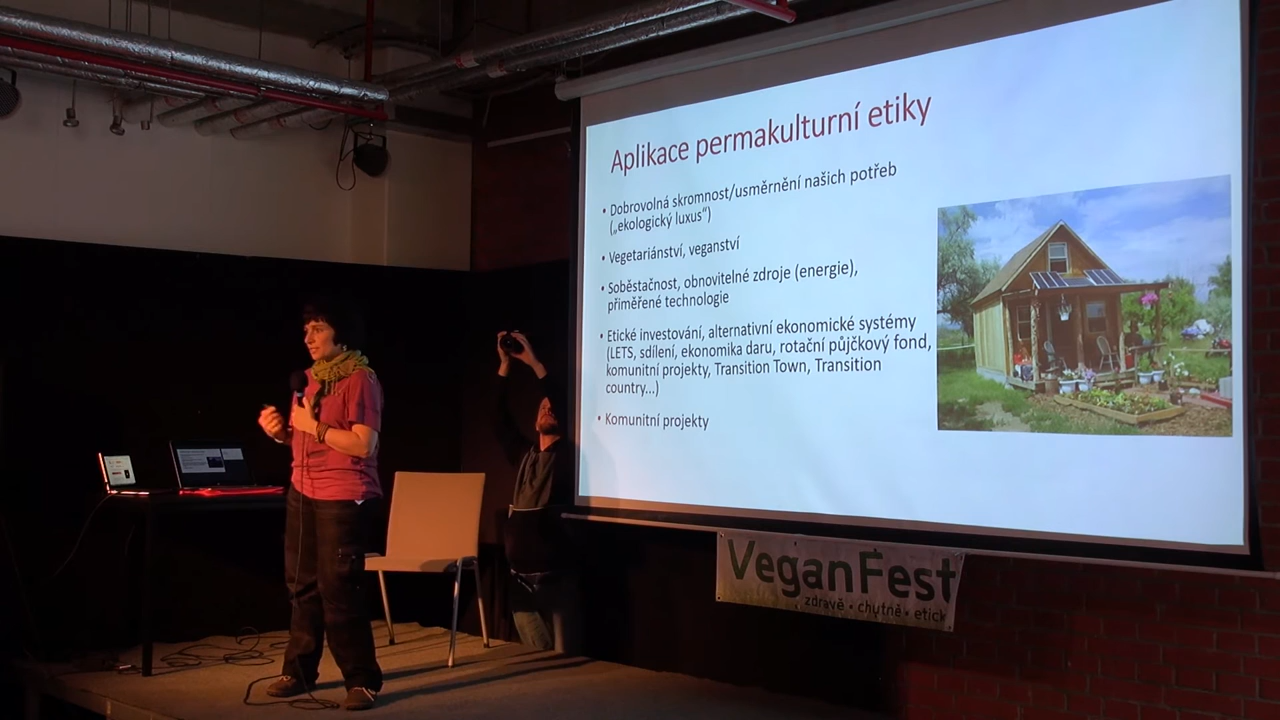 Aplikace permakulturní etiky
• Dobrovolná skromnost/usměrnění našich potřeb
(„ekologický luxus")
• Vegetariánství, veganství
• Soběstačnost, obnovitelné zdroje (energie),
přiměřené technologie
• Etické investování, alternativní ekonomické systémy
(LETS, sdílení, ekonomika daru, rotační půjčkový fond,
komunitní projekty, Transition Town, Transition
country...)
• Komunitní projekty
VeganFest
zdravě • chutně • etick